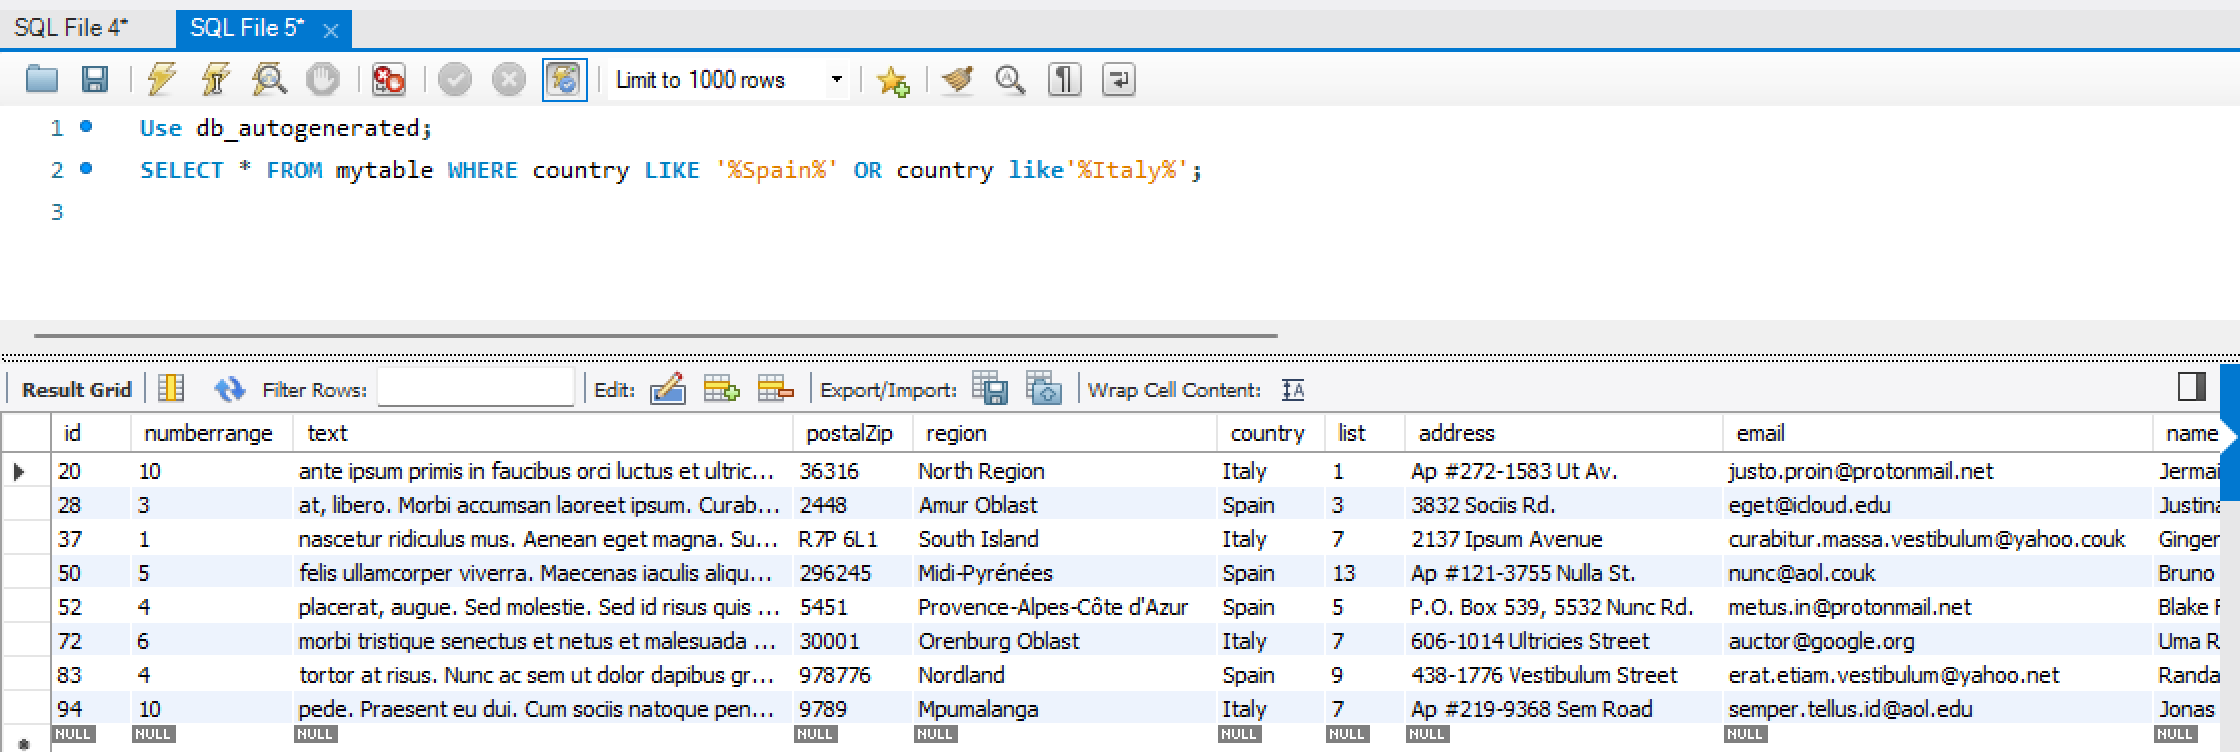 SQL File 4* SQL File 5*
Limit to 1000 rows
1 Use db_autogenerated;
2 SELECT * FROM mytable WHERE country LIKE '%Spain%' OR country like'%Italy%';
3
Result Grid Filter Rows: Edit: Export/Import: Wrap Cell Content:
id numberrange text postalZip region country list address email name
20 10 ante ipsum primis in faucibus orci luctus et ultric... 36316 North Region Italy 1 Ap #272-1583 Ut Av. justo.proin@protonmail.net Jermai
28 3 at, libero. Morbi accumsan laoreet ipsum. Curab... 2448 Amur Oblast Spain 3 3832 Sociis Rd. eget@icloud.edu Justina
37 1 nascetur ridiculus mus. Aenean eget magna. Su... R7P 6L1 South Island Italy 7 2137 Ipsum Avenue curabitur.massa.vestibulum@yahoo.couk Ginger
50 5 felis ullamcorper viverra. Maecenas iaculis aliqu... 296245 Midi-Pyrénées Spain 13 Ap #121-3755 Nulla St. nunc@aol.couk Bruno
52 4 placerat, augue. Sed molestie. Sed id risus quis ... 5451 Provence-Alpes-Côte d'Azur Spain 5 P.O. Box 539, 5532 Nunc Rd. metus.in@protonmail.net Blake
72 6 morbi tristique senectus et netus et malesuada ... 30001 Orenburg Oblast Italy 7 606-1014 Ultricies Street auctor@google.org Uma R
83 4 tortor at risus. Nunc ac sem ut dolor dapibus gr... 978776 Nordland Spain 9 438-1776 Vestibulum Street erat.etiam.vestibulum@yahoo.net Randa
94 10 pede. Praesent eu dui. Cum sociis natoque pen... 9789 Mpumalanga Italy 7 Ap #219-9368 Sem Road semper.tellus.id@aol.edu Jonas
NULL NULL NULL NULL NULL NULL NULL NULL NULL NULL